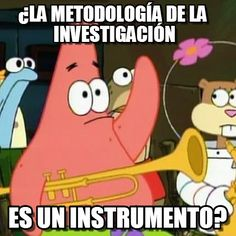 ¿LA METODOLOGÍA DE LA
INVESTIGACIÓN
ES UN INSTRUMENTO?